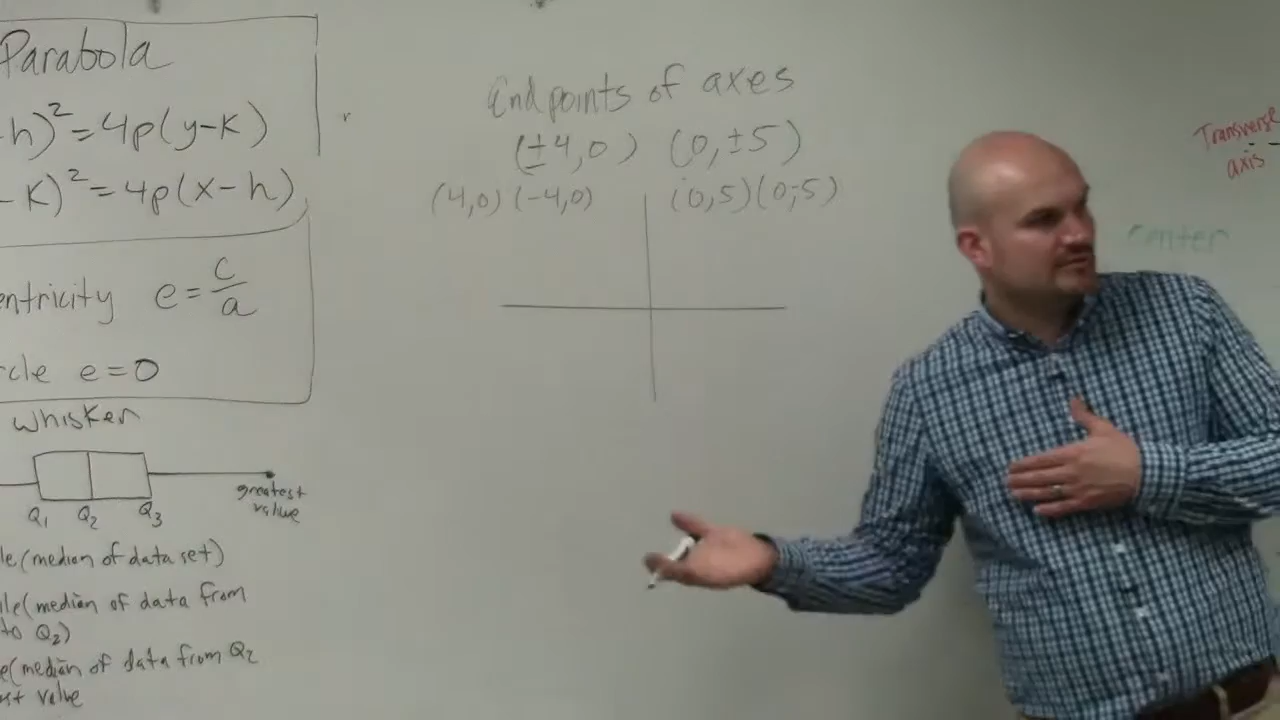 Parabola
-h)²=4p(y-k)
-k)²=4p(x-h)
entricity e=c/a
rcle e=0
whisker
greatest
value
Q1 Q2 Q3
le(median of data set)
ile(median of data from
to Q2)
e(median of data from Q2
st value
Endpoints of axes
(±4,0) (0,±5)
(4,0)(-4,0) (0,5)(0,-5)
Transverse
axis
center